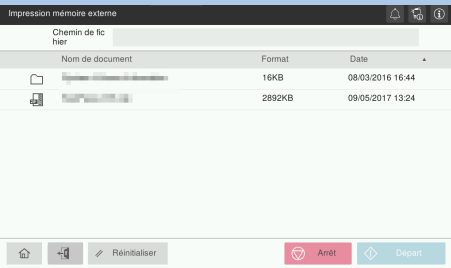 Impression mémoire externe
Chemin de fic
hier
Nom de document Format Date
16KB 08/03/2016 16:44
2892KB 09/05/2017 13:24
Réinitialiser Arrêt Départ